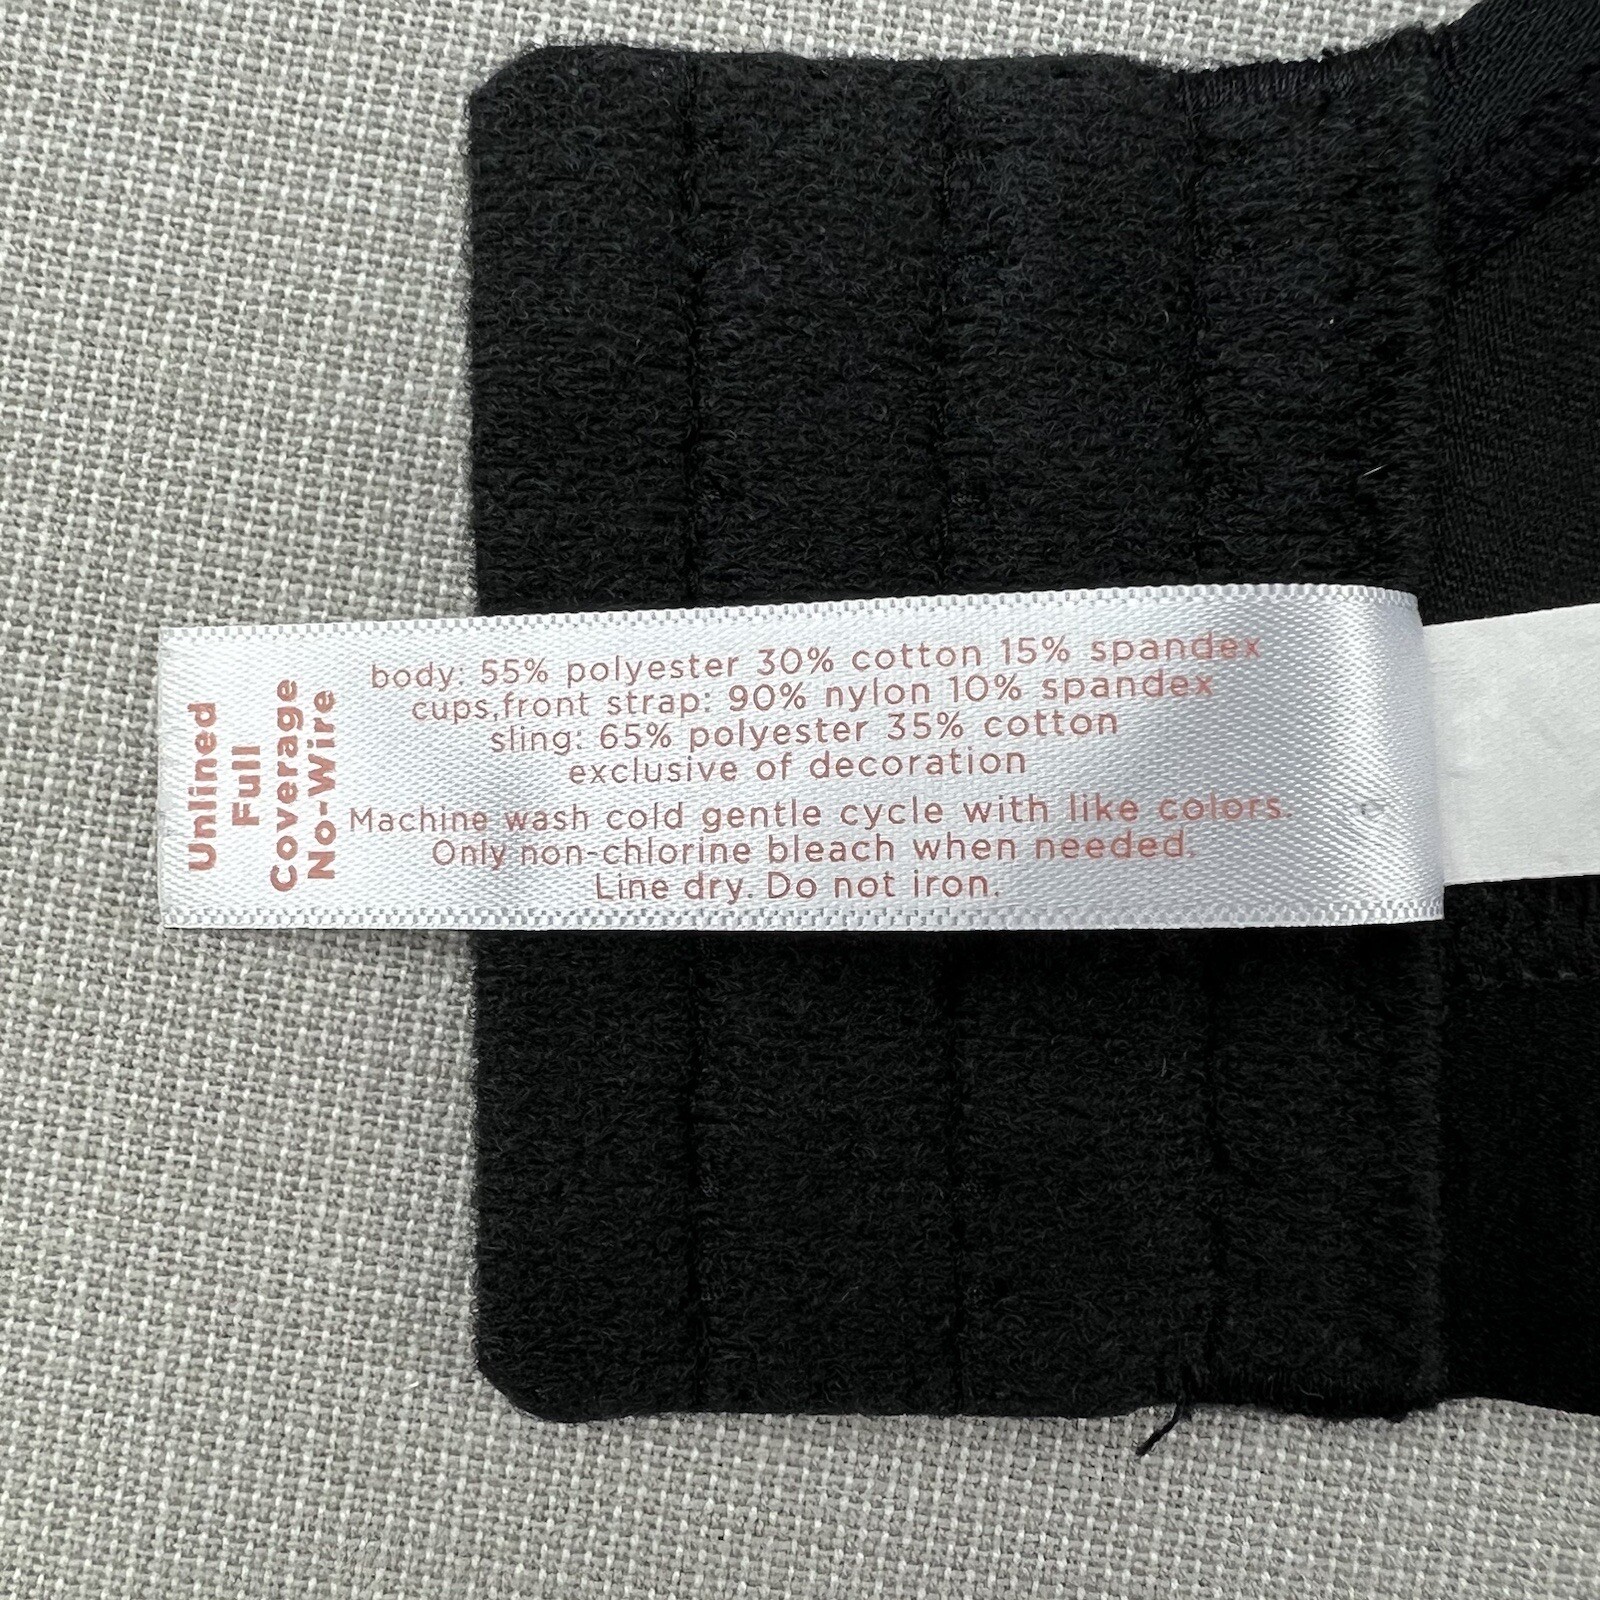 Unlined
Full
Coverage
No-Wire
body: 55% polyester 30% cotton 15% spandex
cups,front strap: 90% nylon 10% spandex
sling: 65% polyester 35% cotton
exclusive of decoration
Machine wash cold gentle cycle with like colors.
Only non-chlorine bleach when needed.
Line dry. Do not iron.